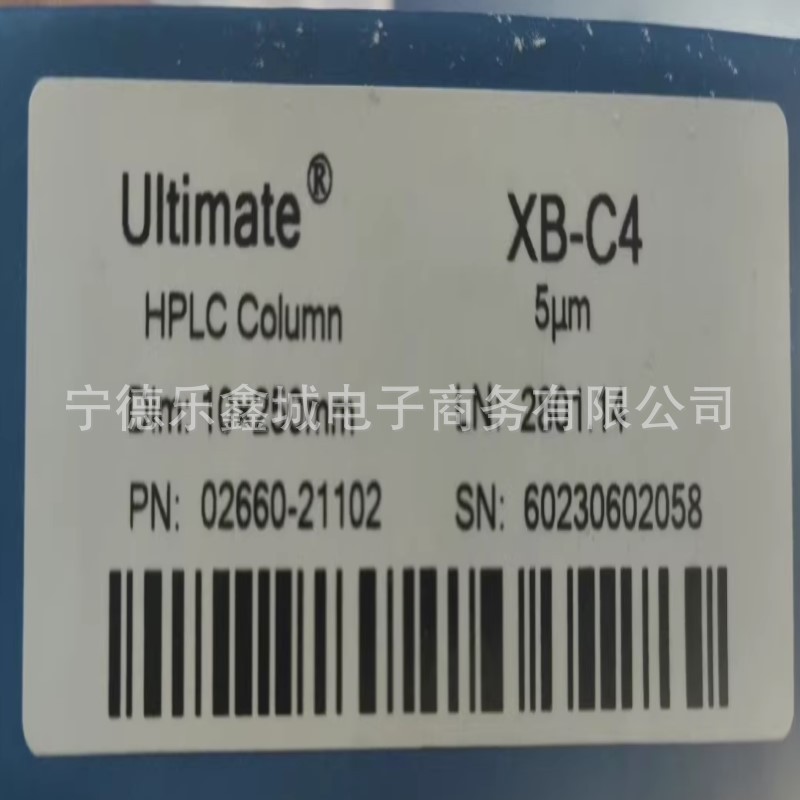 Ultimate®
XB-C4
HPLC Column
5μm
宁德乐鑫城电子商务有限公司
PN: 02660-21102
SN: 60230602058